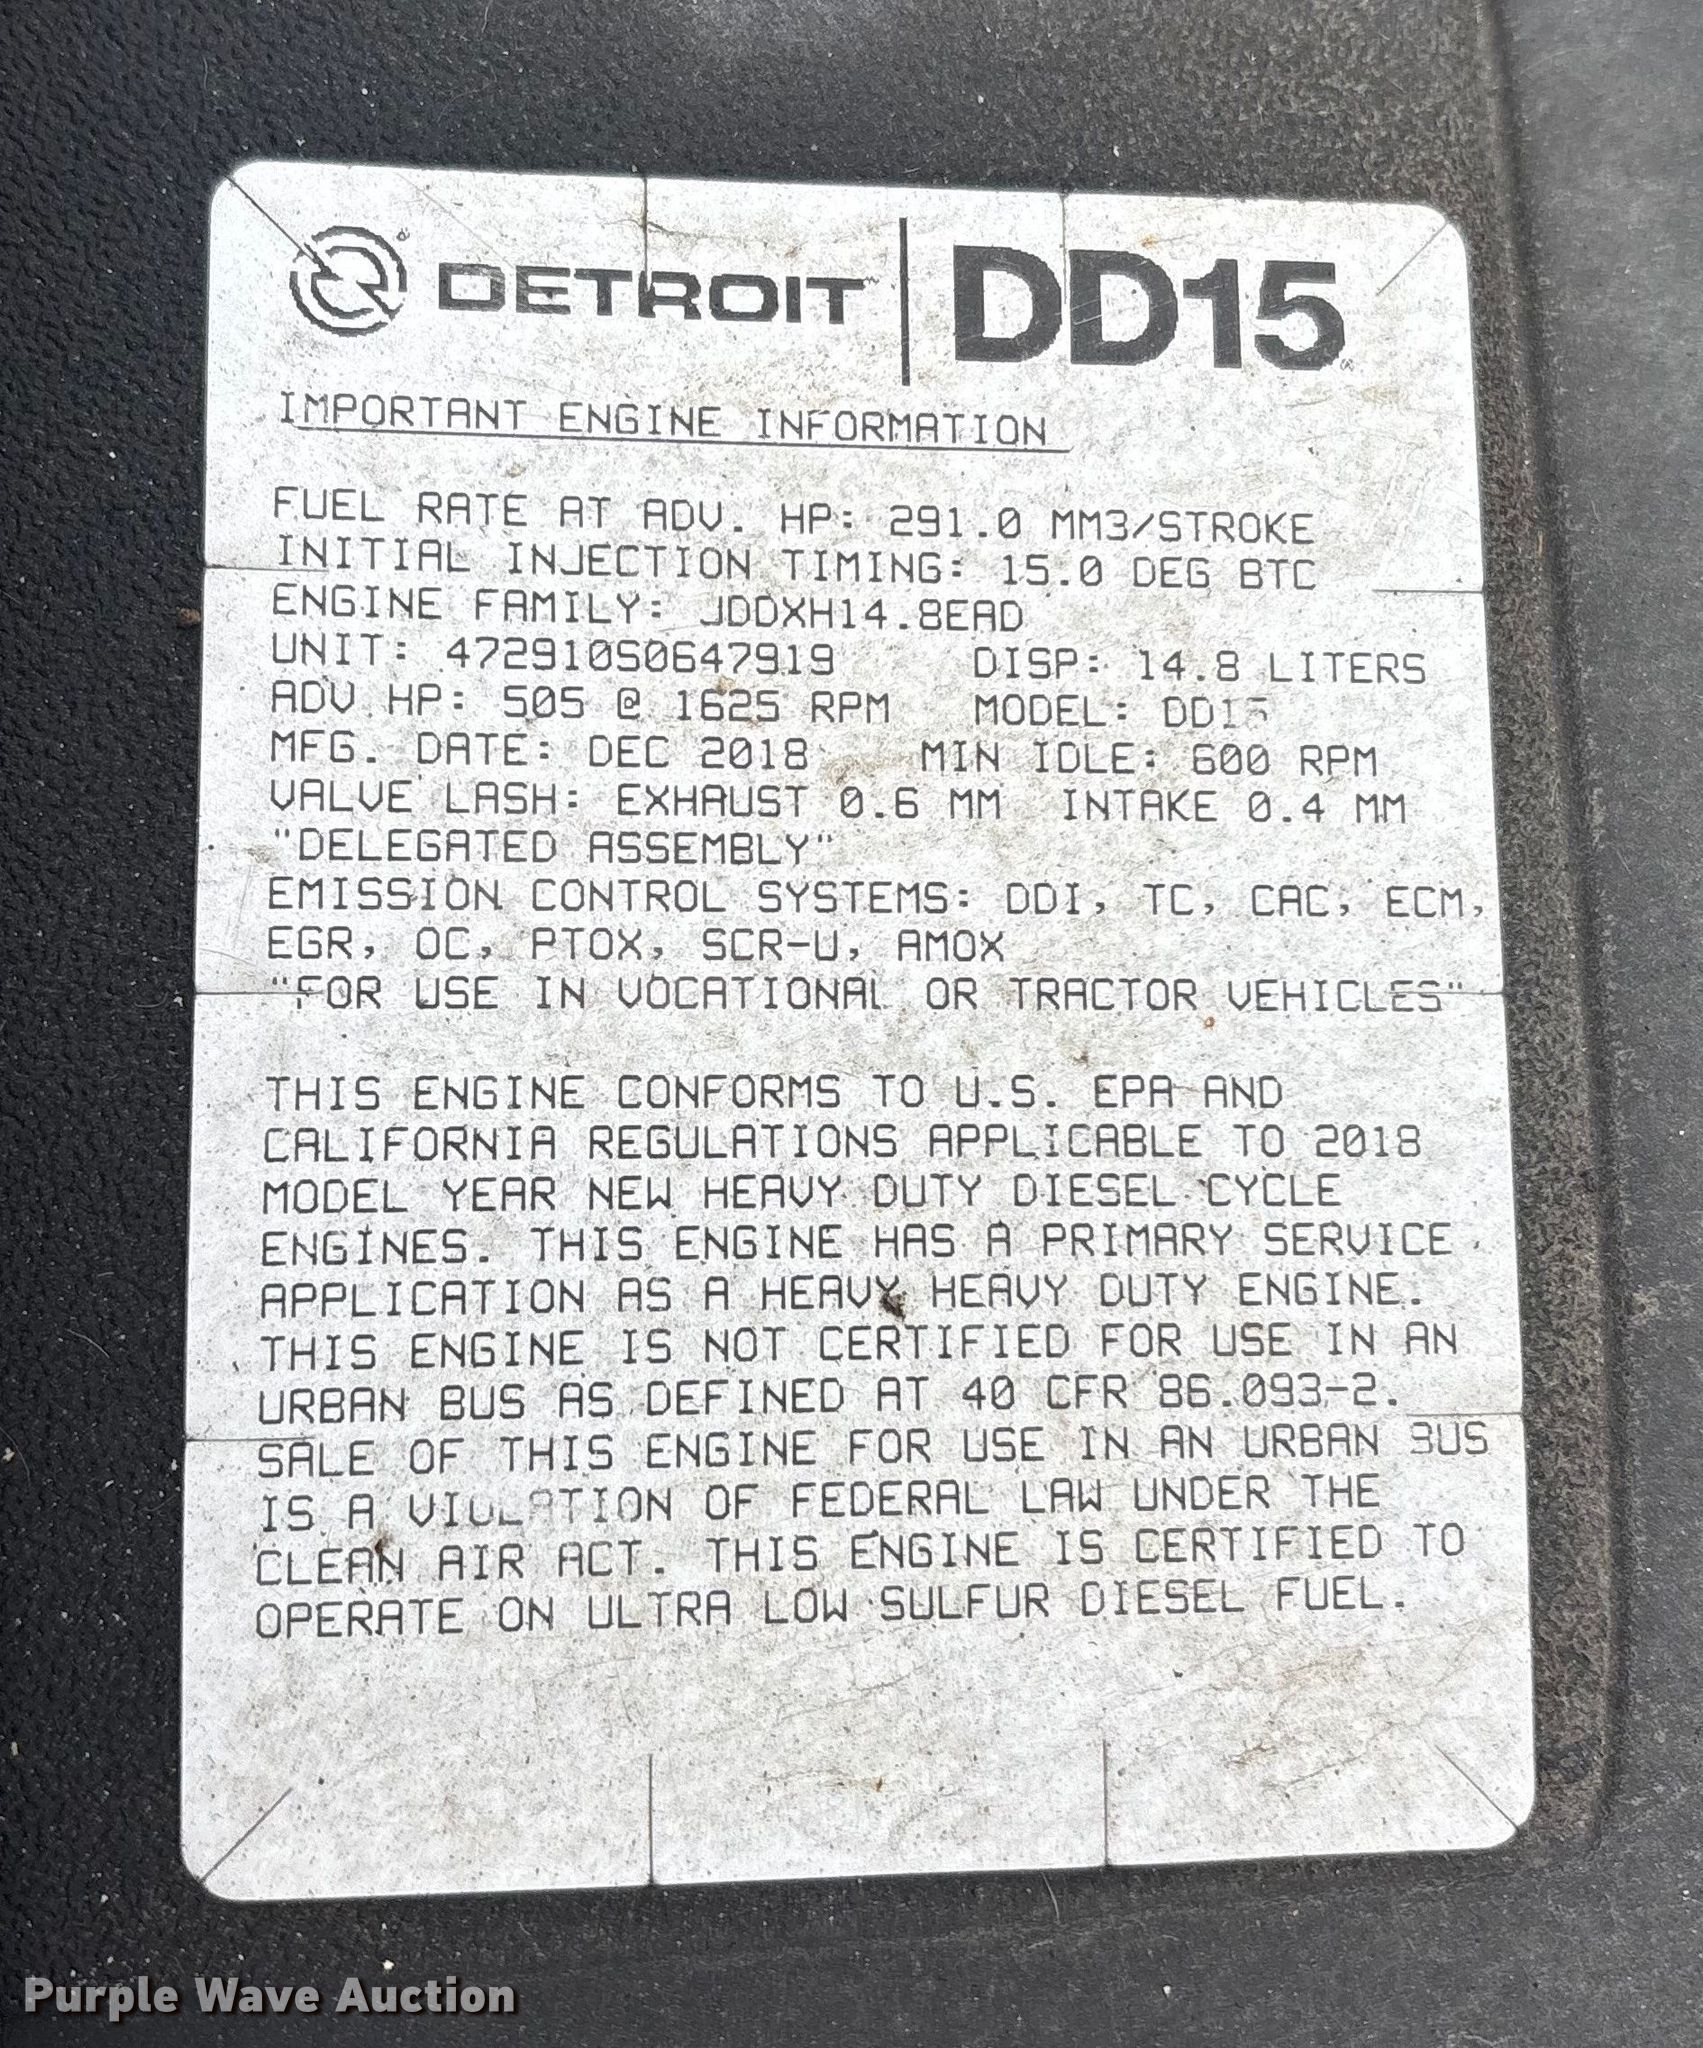 DETROIT | DD15
IMPORTANT ENGINE INFORMATION
FUEL RATE AT ADV. HP: 291.0 MM3/STROKE
INITIAL INJECTION TIMING: 15.0 DEG BTC
ENGINE FAMILY: JDDXH14.8EAD
UNIT: 472910S0647919 DISP: 14.8 LITERS
ADV HP: 505 @ 1625 RPM MODEL: DD15
MFG. DATE: DEC 2018 MIN IDLE: 600 RPM
VALVE LASH: EXHAUST 0.6 MM INTAKE 0.4 MM
"DELEGATED ASSEMBLY"
EMISSION CONTROL SYSTEMS: DDI, TC, CAC, ECM,
EGR, OC, PTOX, SCR-U, AMOX
"FOR USE IN VOCATIONAL OR TRACTOR VEHICLES"
THIS ENGINE CONFORMS TO U.S. EPA AND
CALIFORNIA REGULATIONS APPLICABLE TO 2018
MODEL YEAR NEW HEAVY DUTY DIESEL CYCLE
ENGINES. THIS ENGINE HAS A PRIMARY SERVICE
APPLICATION AS A HEAVY HEAVY DUTY ENGINE.
THIS ENGINE IS NOT CERTIFIED FOR USE IN AN
URBAN BUS AS DEFINED AT 40 CFR 86.093-2.
SALE OF THIS ENGINE FOR USE IN AN URBAN BUS
IS A VIOLATION OF FEDERAL LAW UNDER THE
CLEAN AIR ACT. THIS ENGINE IS CERTIFIED TO
OPERATE ON ULTRA LOW SULFUR DIESEL FUEL.
Purple Wave Auction